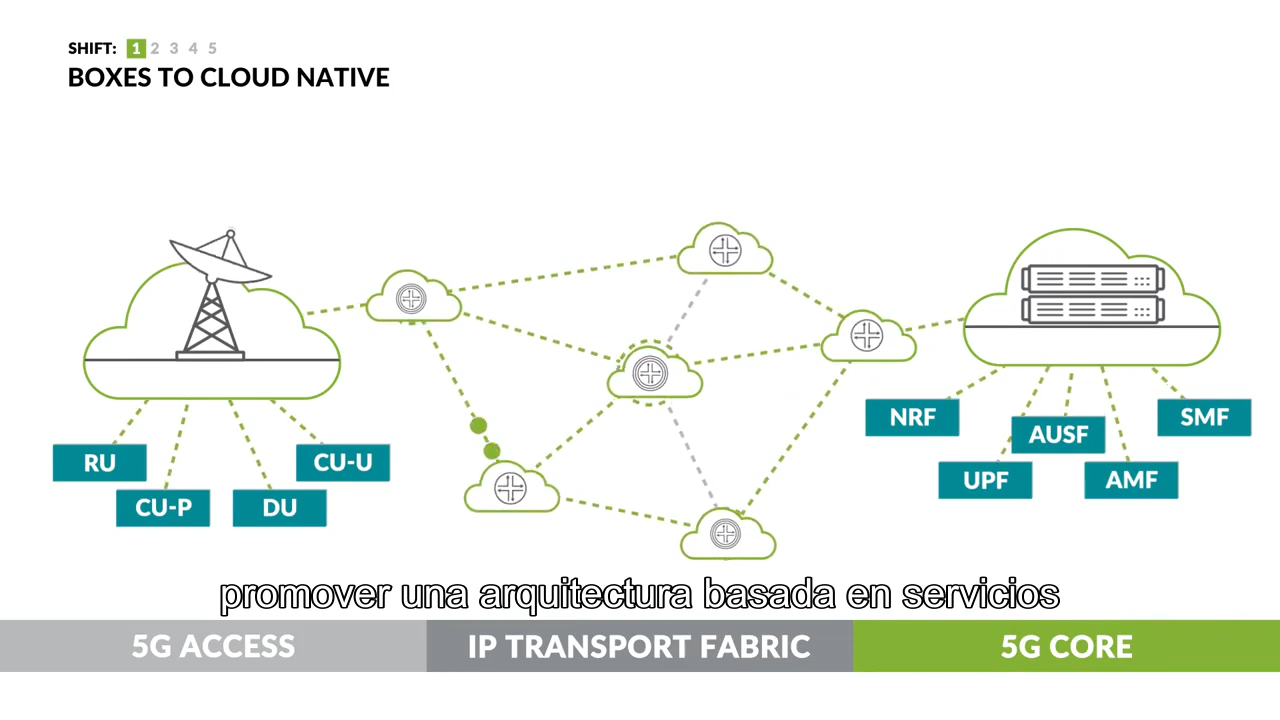 SHIFT: 1 2 3 4 5
BOXES TO CLOUD NATIVE
RU
CU-P
DU
CU-U
NRF
UPF
AUSF
AMF
SMF
promover una arquitectura basada en servicios
5G ACCESS
IP TRANSPORT FABRIC
5G CORE